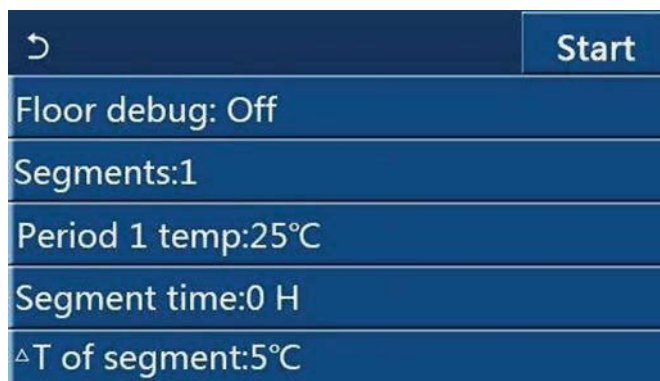 Start
Floor debug: Off
Segments:1
Period 1 temp:25℃
Segment time:0 H
△T of segment:5℃